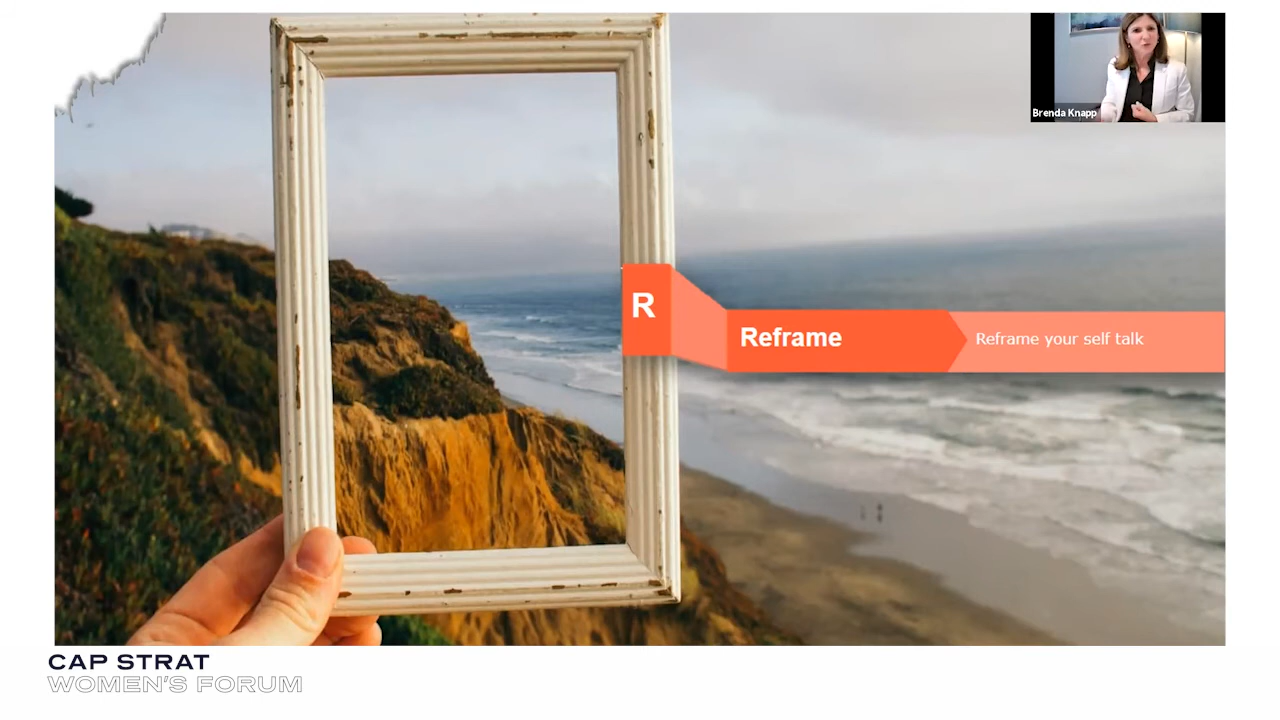 Brenda Knapp
R
Reframe
Reframe your self talk
CAP STRAT
WOMEN'S FORUM